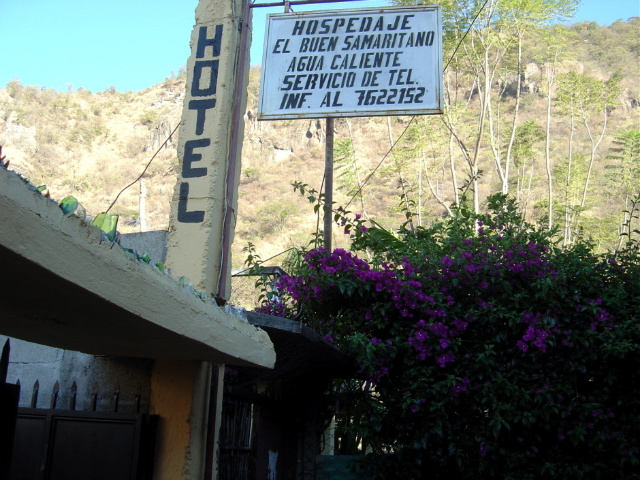 HOTEL
HOSPEDAJE
EL BUEN SAMARITANO
AGUA CALIENTE
SERVICIO DE TEL.
INF. AL 7622152